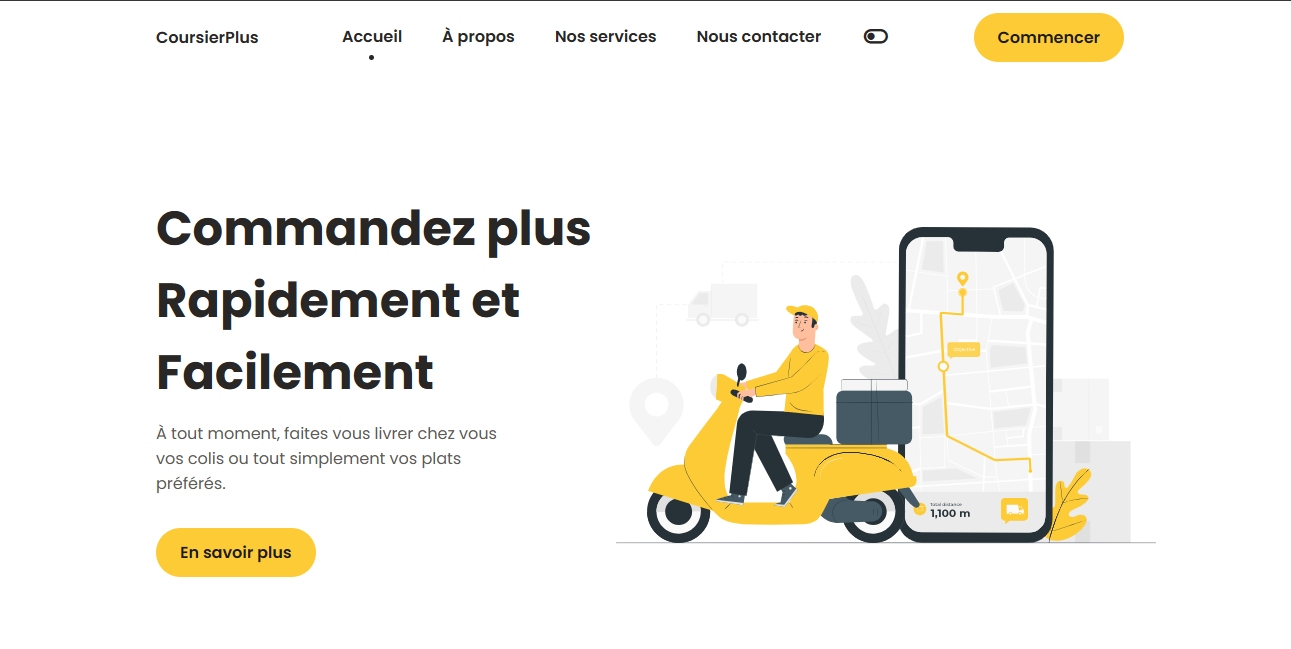 CoursierPlus
Accueil
À propos
Nos services
Nous contacter
Commencer
Commandez plus
Rapidement et
Facilement
À tout moment, faites vous livrer chez vous
vos colis ou tout simplement vos plats
préférés.
En savoir plus
Total distance
1,100 m